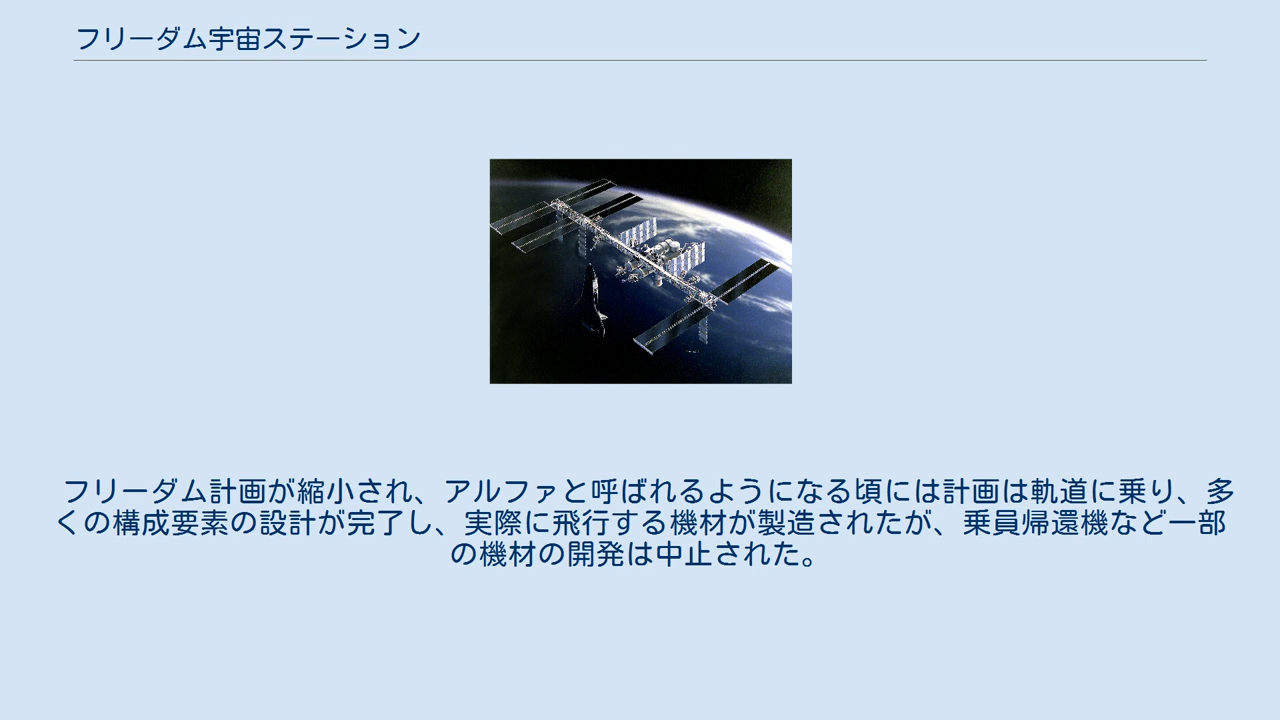 フリーダム宇宙ステーション
フリーダム計画が縮小され、アルファと呼ばれるようになる頃には計画は軌道に乗り、多
くの構成要素の設計が完了し、実際に飛行する機材が製造されたが、乗員帰還機など一部
の機材の開発は中止された。